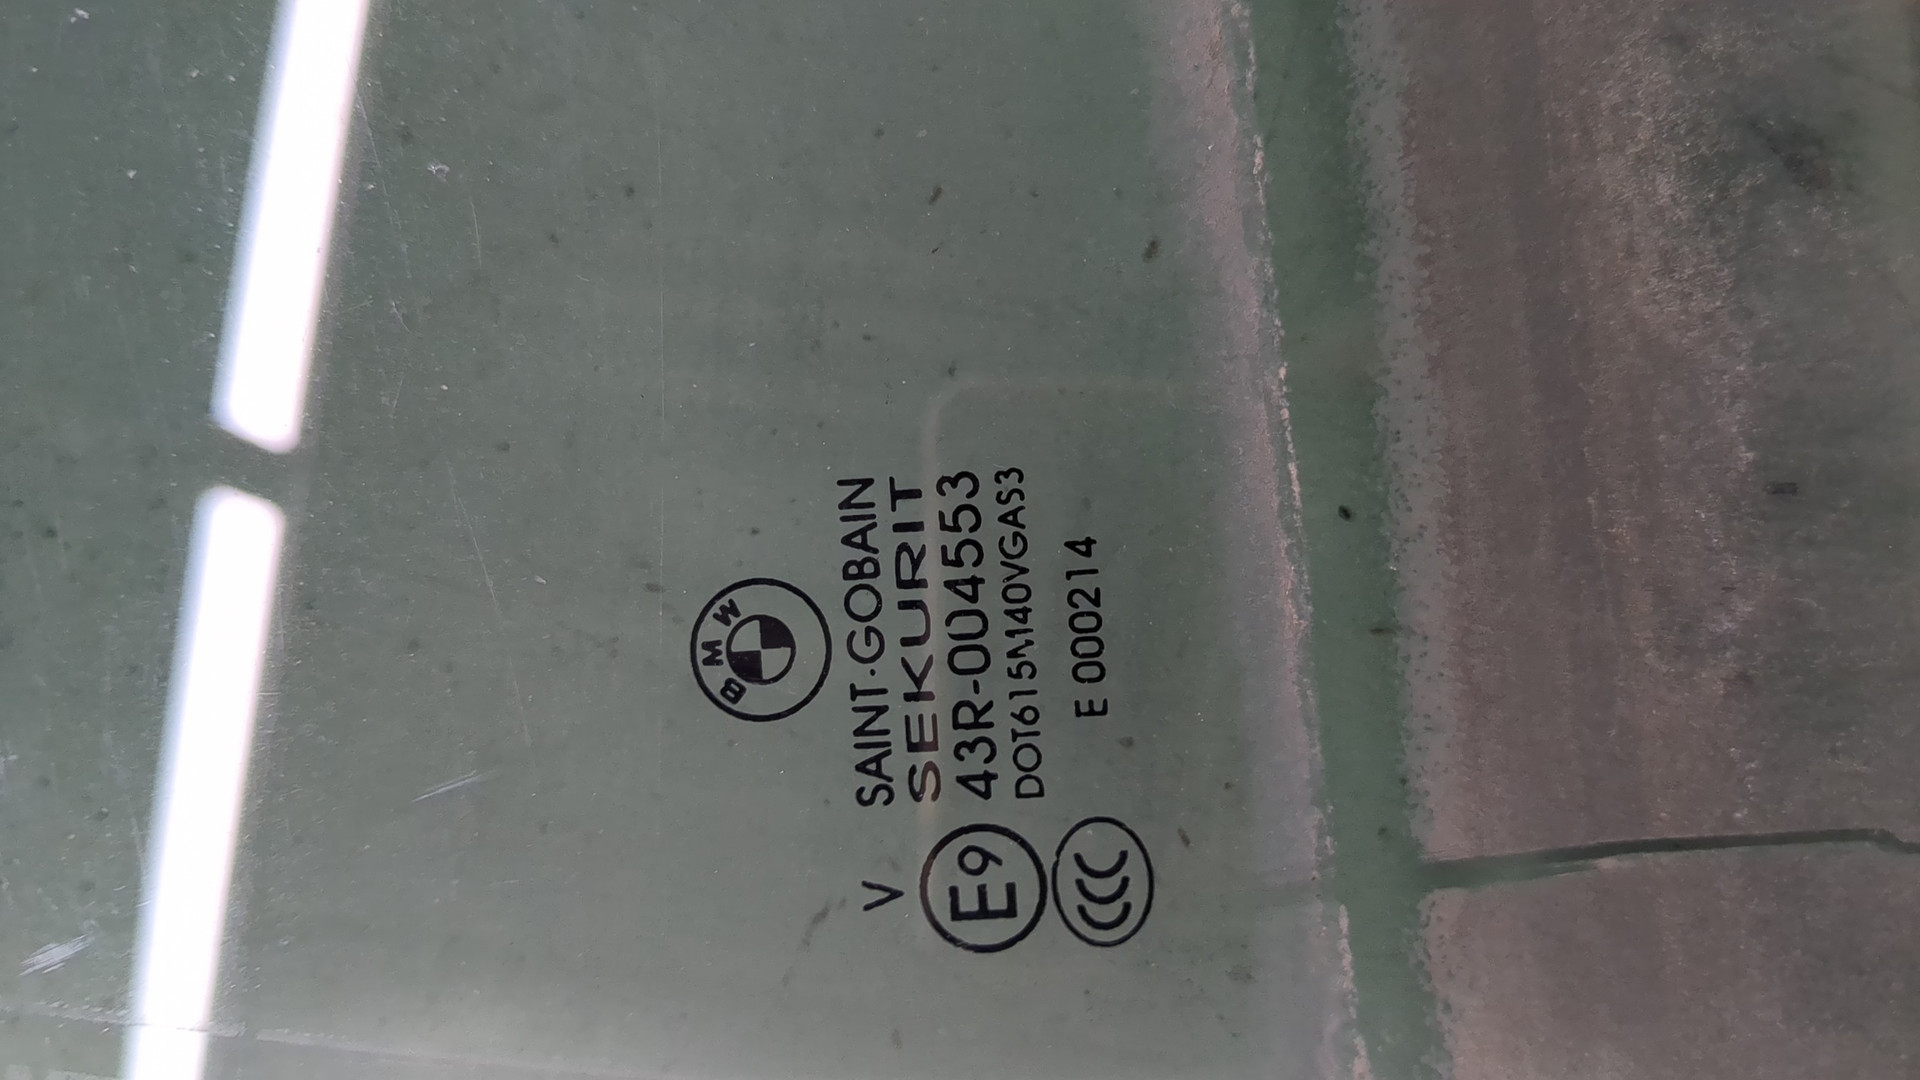 BMW
SAINT·GOBAIN
V SEKURIT
E9 43R-004553
DOT615M140VGAS3
CCC E 000214